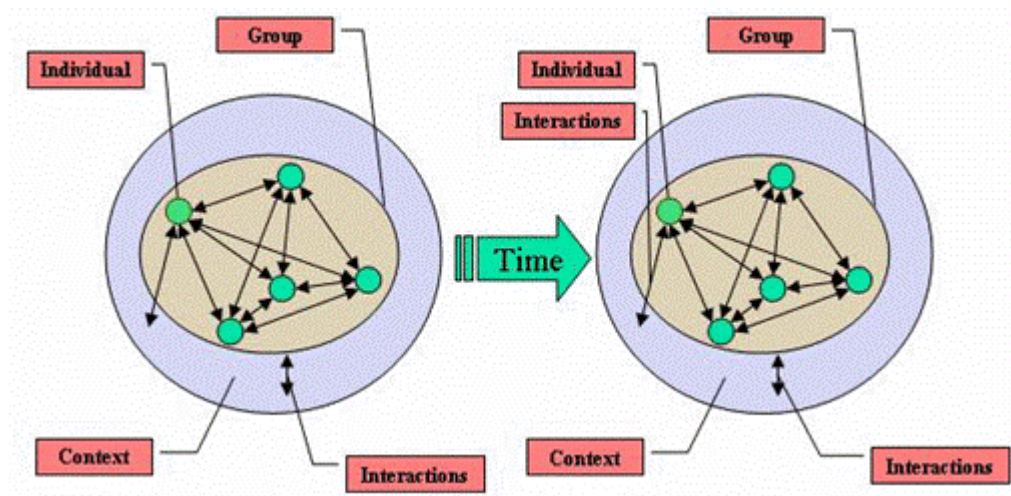 Group
Group
Individual
Individual
Interactions
Time
Context
Interactions
Context
Interactions